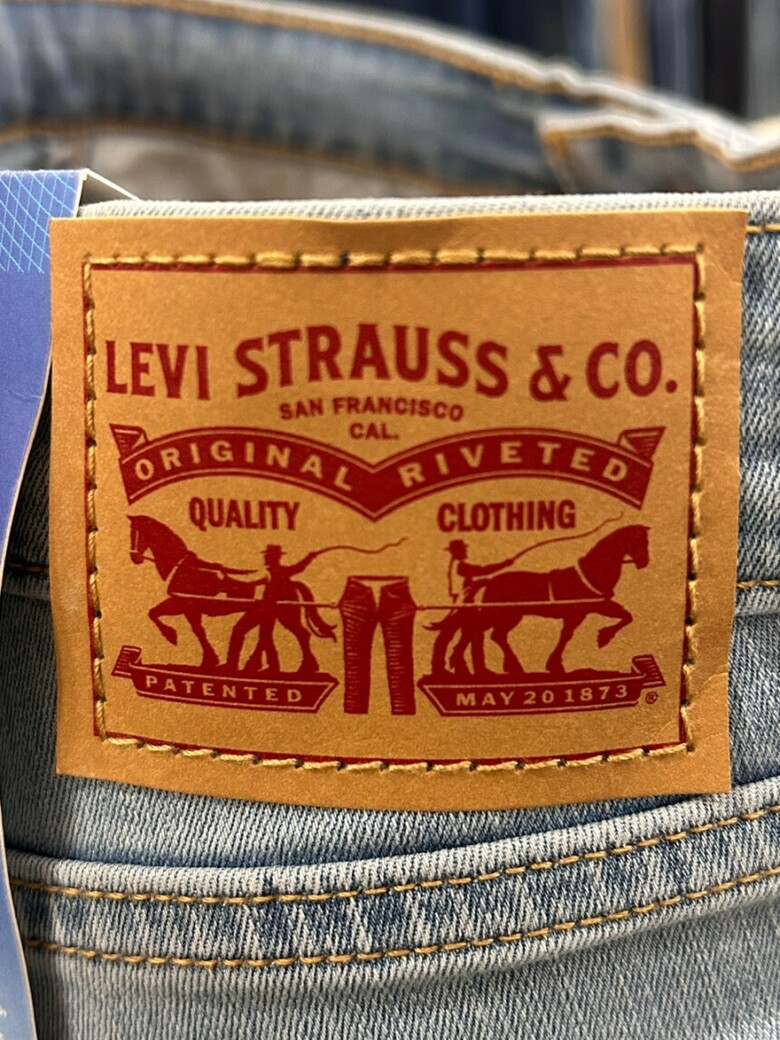 LEVI STRAUSS & CO.
SAN FRANCISCO
CAL.
ORIGINAL RIVETED
QUALITY CLOTHING
PATENTED MAY 20 1873 ®